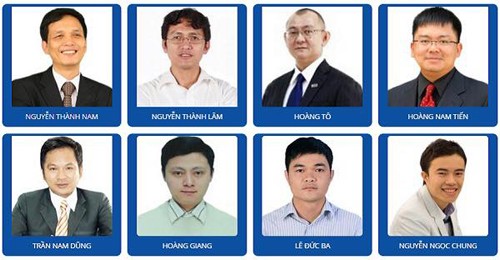 NGUYỄN THÀNH NAM
NGUYỄN THÀNH LÂM
HOÀNG TÔ
HOÀNG NAM TIẾN
TRẦN NAM DŨNG
HOÀNG GIANG
LÊ ĐỨC BA
NGUYỄN NGỌC CHUNG